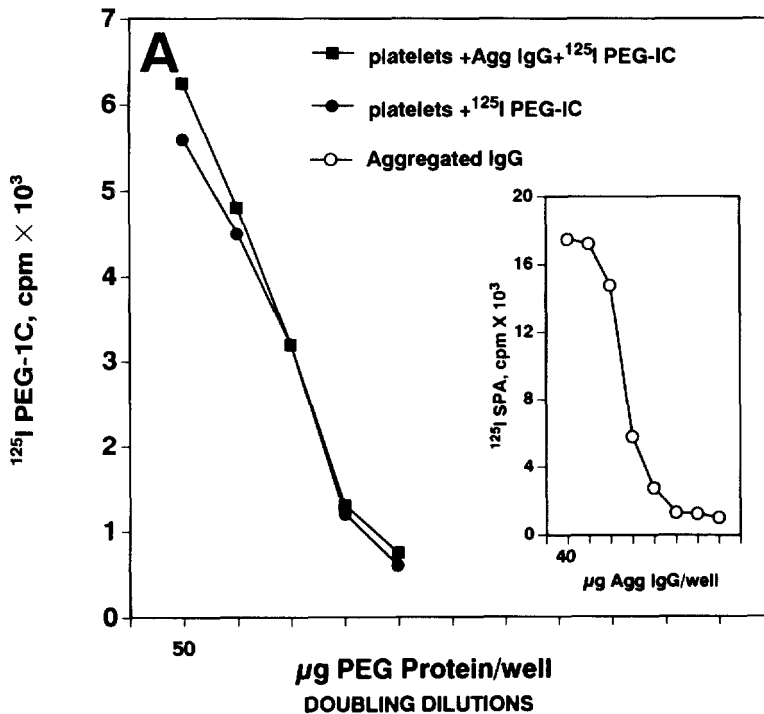 A
platelets +Agg IgG+¹²⁵I PEG-IC
platelets +¹²⁵I PEG-IC
Aggregated IgG
7
6
5
4
3
2
1
0
¹²⁵I PEG-1C, cpm × 10³
50
µg PEG Protein/well
DOUBLING DILUTIONS
20
16
12
8
4
0
¹²⁵I SPA, cpm X 10³
40
µg Agg IgG/well